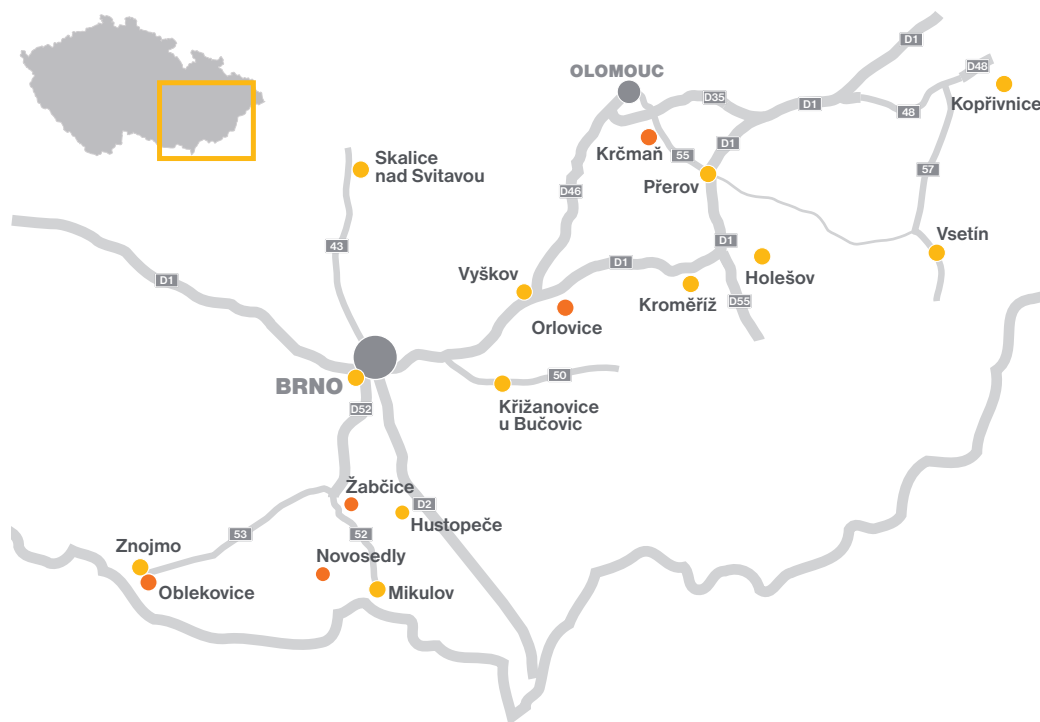 D1
D48
OLOMOUC
D35
D1
48
Kopřivnice
Krčmaň
55
D1
Skalice
nad Svitavou
Přerov
57
D46
43
D1
Vsetín
D1
D1
Vyškov
Holešov
Kroměříž
D55
Orlovice
BRNO
50
D52
Křižanovice
u Bučovic
Žabčice
D2
Hustopeče
53
52
Znojmo
Novosedly
Oblekovice
Mikulov